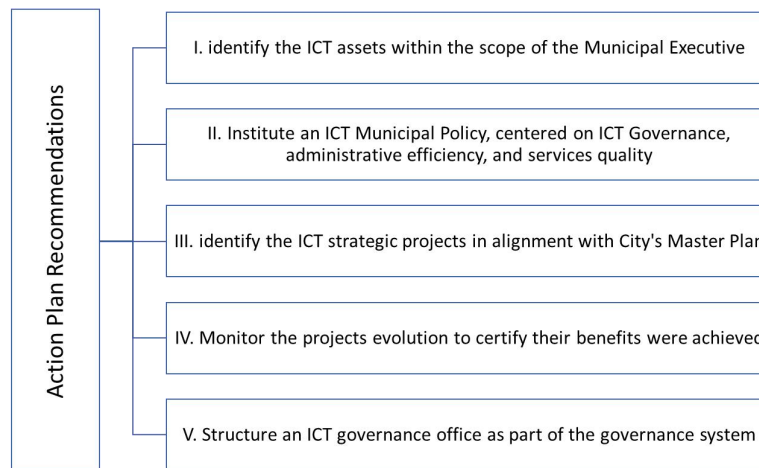 Action Plan Recommendations
I. identify the ICT assets within the scope of the Municipal Executive
II. Institute an ICT Municipal Policy, centered on ICT Governance,
administrative efficiency, and services quality
III. identify the ICT strategic projects in alignment with City's Master Plan
IV. Monitor the projects evolution to certify their benefits were achieved
V. Structure an ICT governance office as part of the governance system